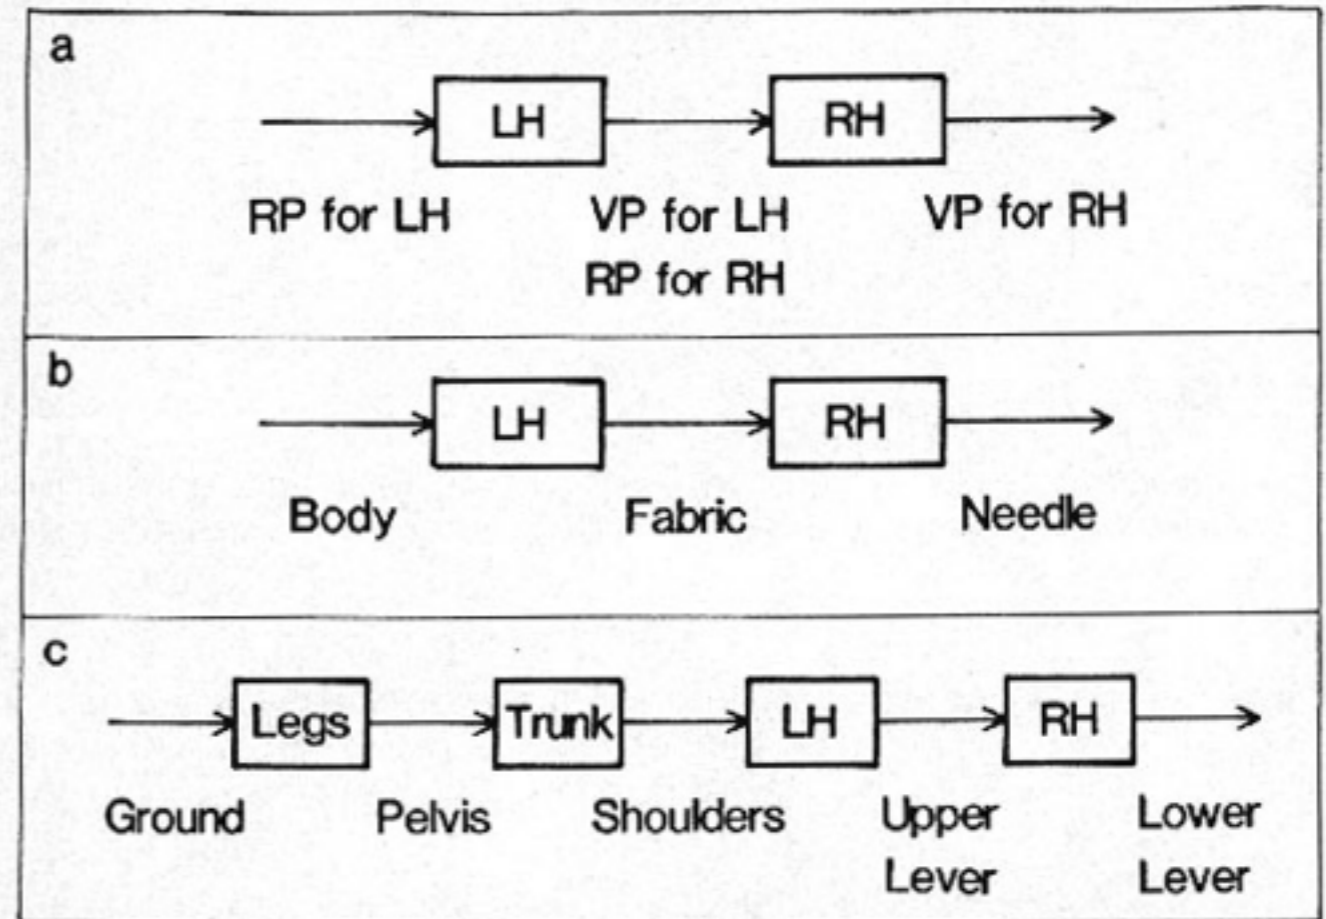 a
LH RH
RP for LH VP for LH VP for RH
RP for RH
b
LH RH
Body Fabric Needle
c
Legs Trunk LH RH
Ground Pelvis Shoulders Upper Lower
Lever Lever